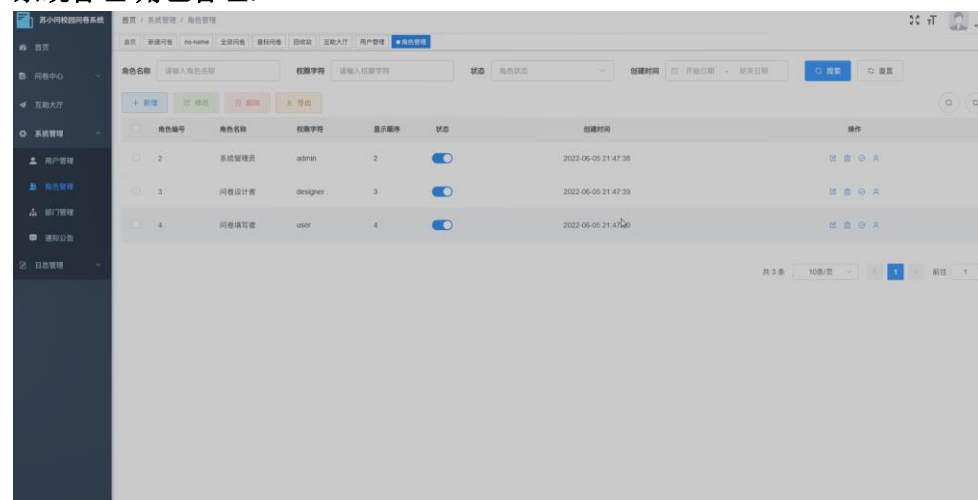 苏小问校园问卷系统
首页 / 系统管理 / 角色管理
首页 新建问卷 no-name 全部问卷 星标问卷 回收站 互助大厅 用户管理 角色管理
首页
问卷中心
互助大厅
系统管理
用户管理
角色管理
部门管理
通知公告
日志管理
角色名称 请输入角色名称 权限字符 请输入权限字符 状态 角色状态 创建时间 开始日期 - 结束日期 搜索 重置
+ 新增 修改 删除 导出
角色编号 角色名称 权限字符 显示顺序 状态 创建时间 操作
2 系统管理员 admin 2 2022-06-05 21:47:38
3 问卷设计者 designer 3 2022-06-05 21:47:39
4 问卷填写者 user 4 2022-06-05
共 3 条 10条/页 1 前往 1